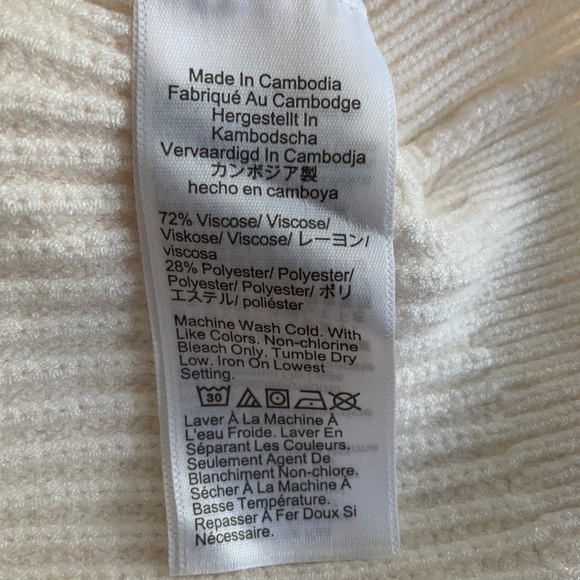 Made In Cambodia
Fabriqué Au Cambodge
Hergestellt In
Kambodscha
Vervaardigd In Cambodja
カンボジア製
hecho en camboya
72% Viscose/ Viscose/
Viskose/ Viscose/ レーヨン/
viscosa
28% Polyester/ Polyester/
Polyester/ Polyester/ ポリ
エステル/ poliéster
Machine Wash Cold. With
Like Colors. Non-chlorine
Bleach Only. Tumble Dry
Low. Iron On Lowest
Setting.
30
Laver À La Machine À
L'eau Froide. Laver En
Séparant Les Couleurs.
Seulement Agent De
Blanchiment Non-chlore.
Sécher À La Machine À
Basse Température.
Repasser À Fer Doux Si
Nécessaire.